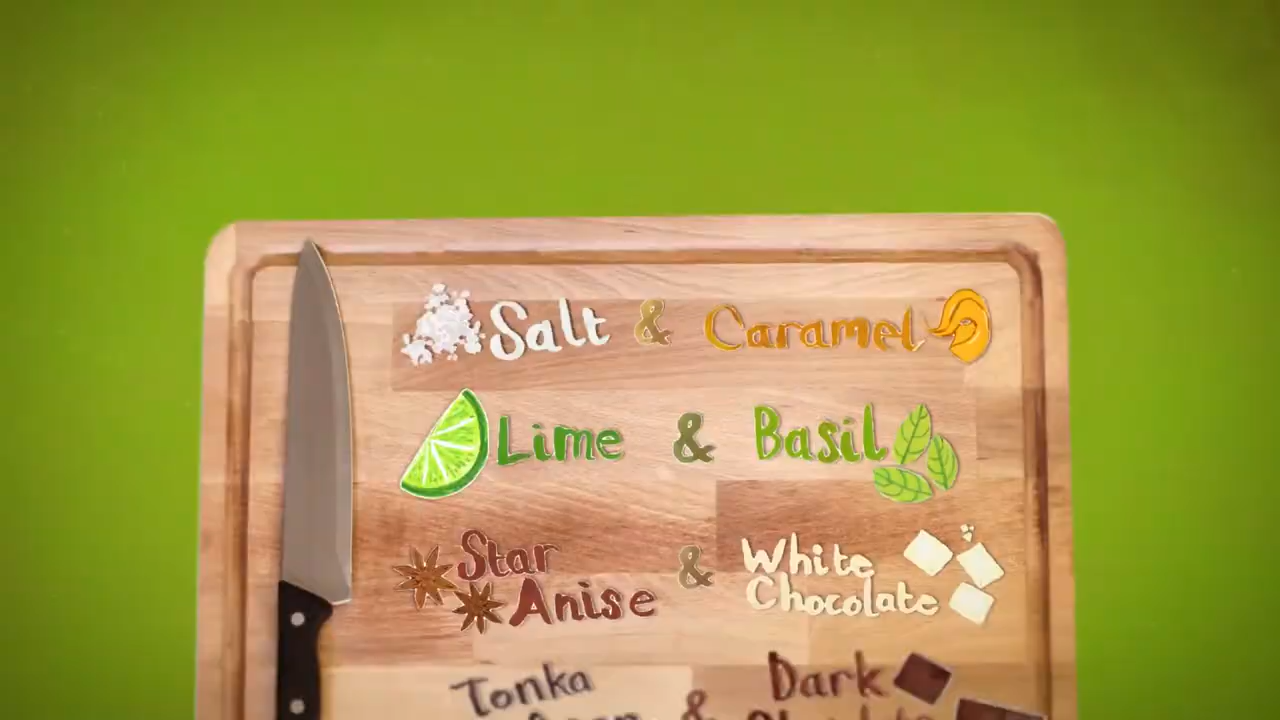 Salt & Caramel
Lime & Basil
Star Anise & White Chocolate
Tonka
& Dark